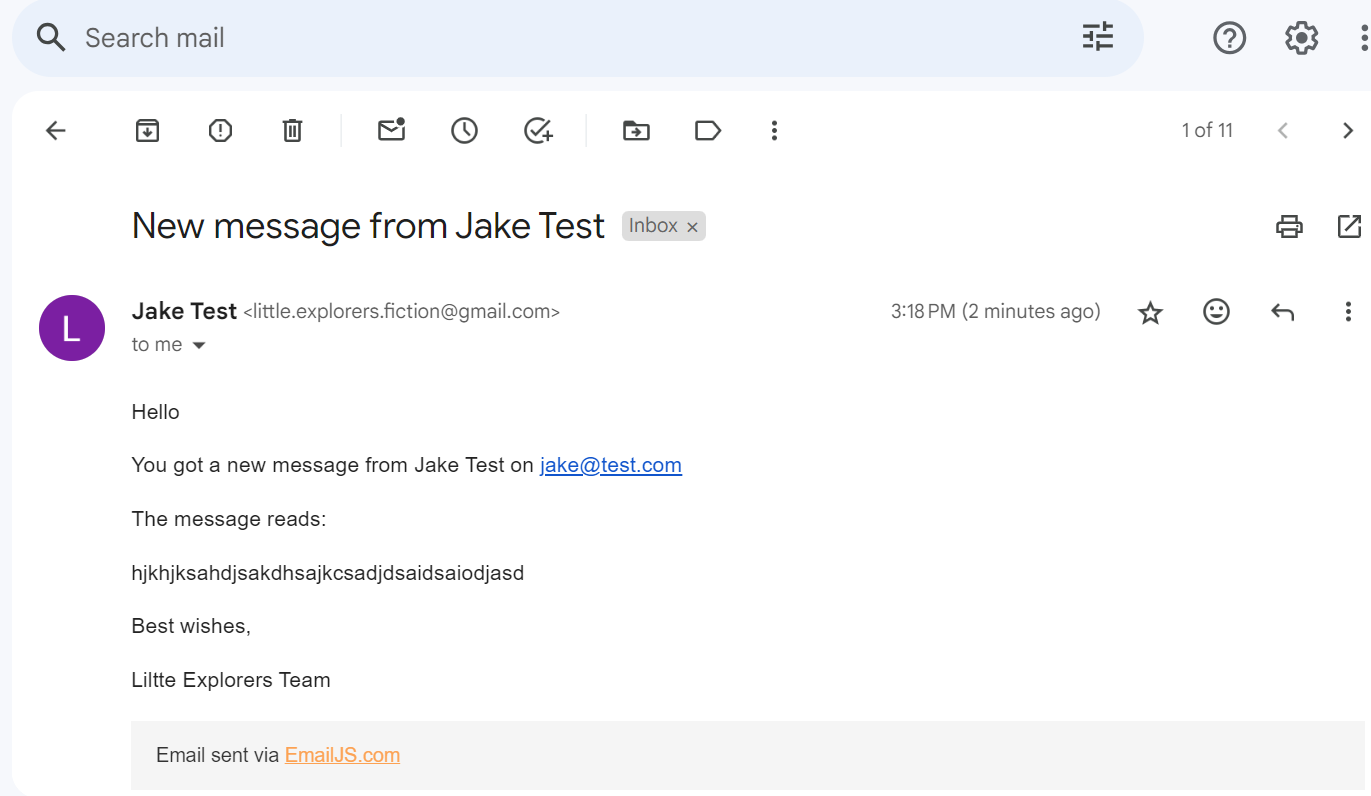 Search mail
1 of 11
New message from Jake Test Inbox ×
Jake Test <little.explorers.fiction@gmail.com> 3:18 PM (2 minutes ago)
L
to me
Hello
You got a new message from Jake Test on jake@test.com
The message reads:
hjkhjksahdjsakdhsajkcsadjdsaidsaiodjasd
Best wishes,
Liltte Explorers Team
Email sent via EmailJS.com